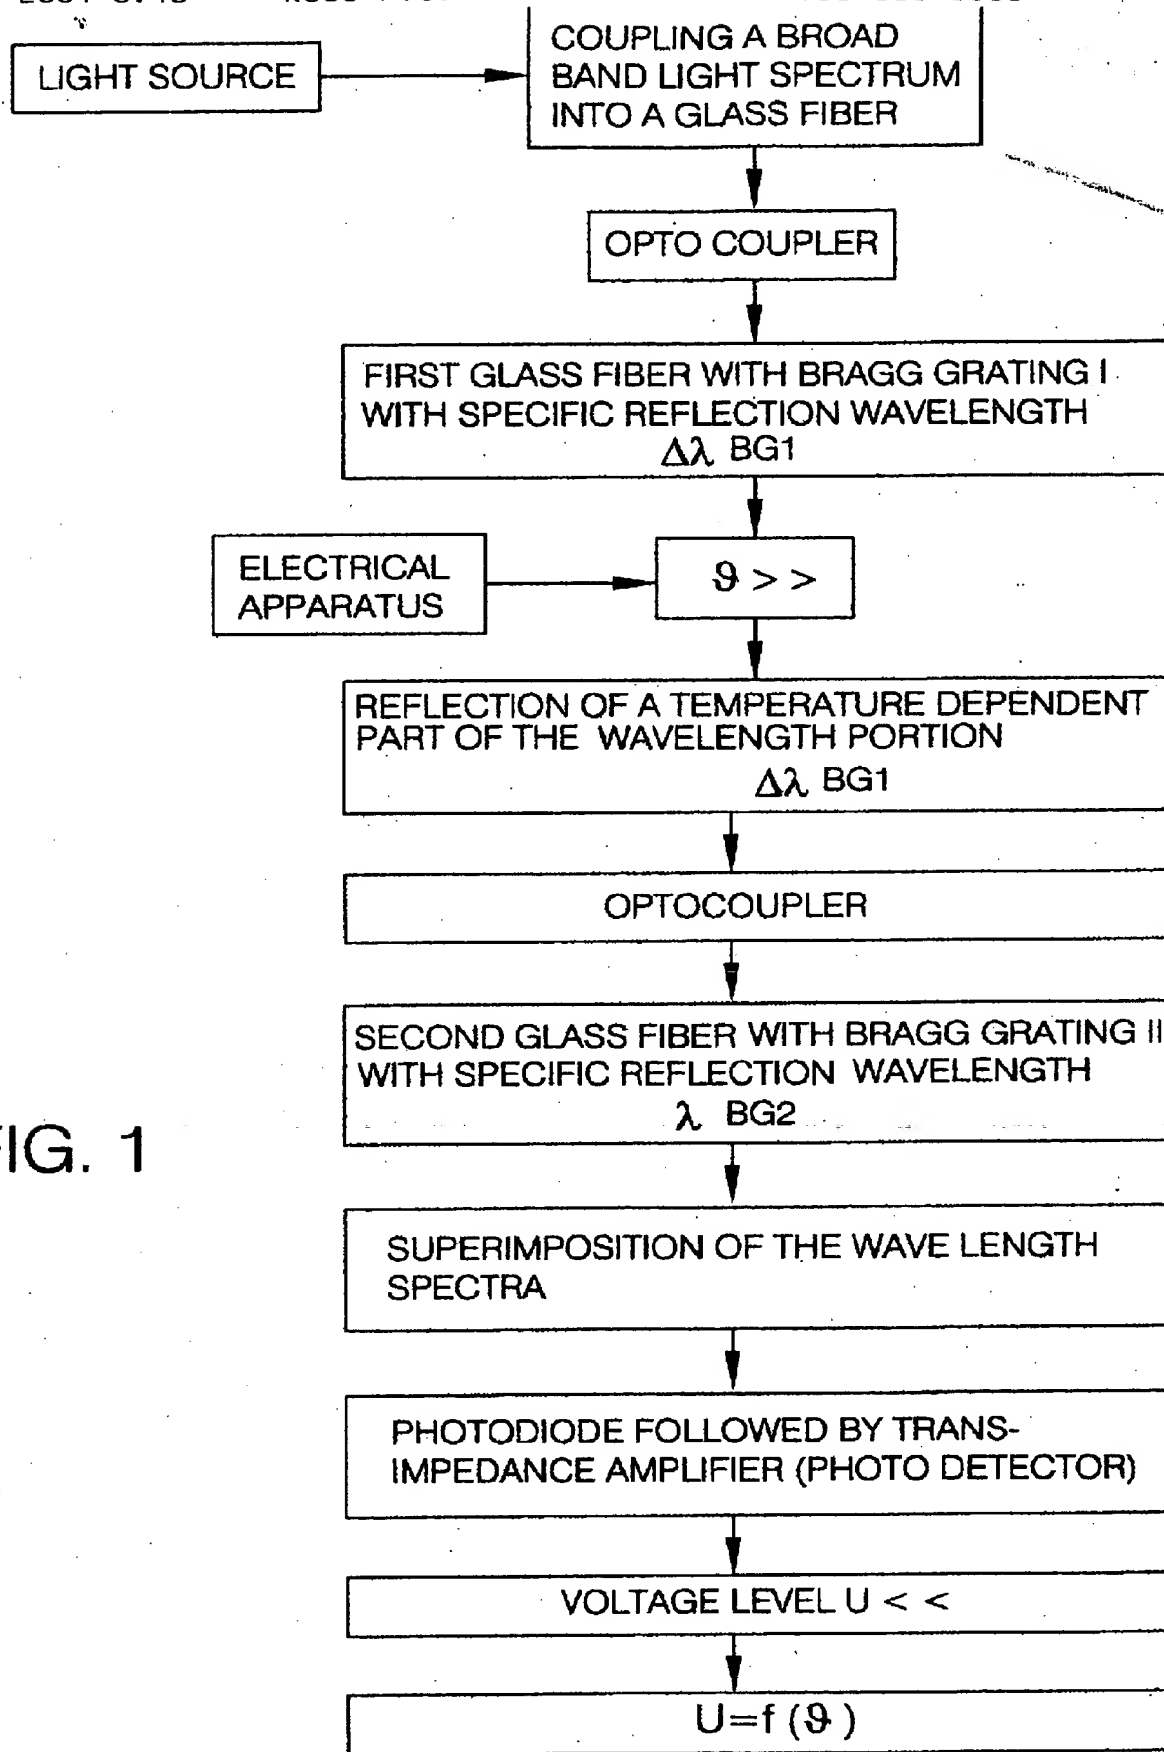 LIGHT SOURCE
COUPLING A BROAD
BAND LIGHT SPECTRUM
INTO A GLASS FIBER
OPTO COUPLER
FIRST GLASS FIBER WITH BRAGG GRATING I
WITH SPECIFIC REFLECTION WAVELENGTH
Δλ BG1
ELECTRICAL
APPARATUS
ϑ > >
REFLECTION OF A TEMPERATURE DEPENDENT
PART OF THE WAVELENGTH PORTION
Δλ BG1
OPTOCOUPLER
SECOND GLASS FIBER WITH BRAGG GRATING II
WITH SPECIFIC REFLECTION WAVELENGTH
λ BG2
FIG. 1
SUPERIMPOSITION OF THE WAVE LENGTH
SPECTRA
PHOTODIODE FOLLOWED BY TRANS-
IMPEDANCE AMPLIFIER (PHOTO DETECTOR)
VOLTAGE LEVEL U < <
U=f (ϑ )